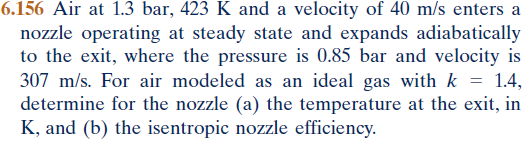 6.156 Air at 1.3 bar, 423 K and a velocity of 40 m/s enters a
nozzle operating at steady state and expands adiabatically
to the exit, where the pressure is 0.85 bar and velocity is
307 m/s. For air modeled as an ideal gas with k = 1.4,
determine for the nozzle (a) the temperature at the exit, in
K, and (b) the isentropic nozzle efficiency.